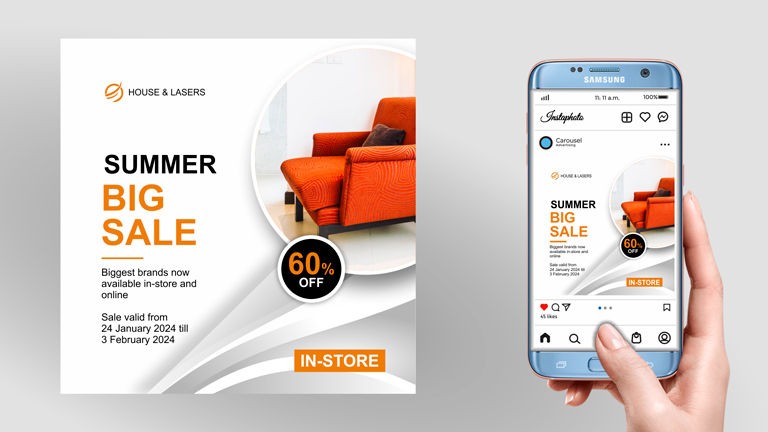 HOUSE & LASERS
SUMMER
BIG
SALE
Biggest brands now
available in-store and
online
Sale valid from
24 January 2024 till
3 February 2024
60%
OFF
IN-STORE
SAMSUNG
11:11 a.m.
100%
Instaphoto
Carousel
Advertising
HOUSE & LASERS
SUMMER
BIG
SALE
Biggest brands now
available in-store and
online
Sale valid from
24 January 2024 till
3 February 2024
60%
OFF
IN-STORE
45 likes